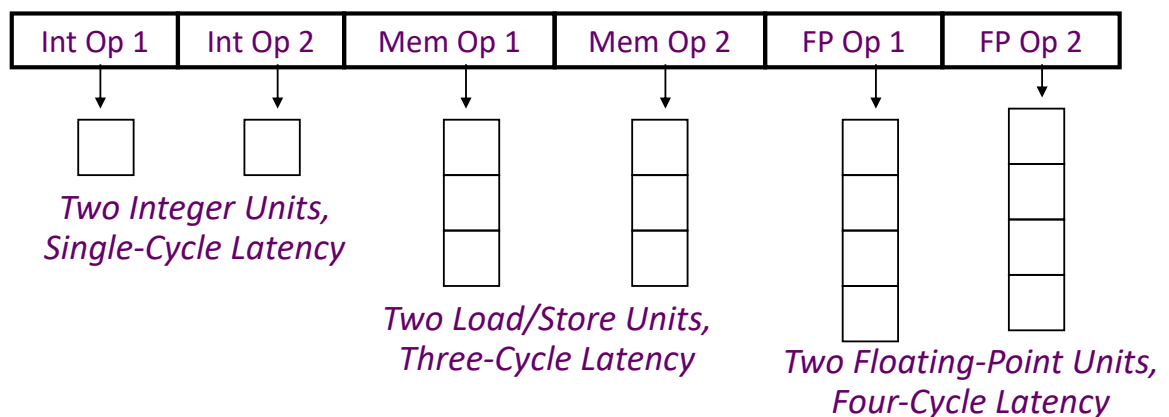 Int Op 1 Int Op 2 Mem Op 1 Mem Op 2 FP Op 1 FP Op 2
Two Integer Units,
Single-Cycle Latency
Two Load/Store Units,
Three-Cycle Latency
Two Floating-Point Units,
Four-Cycle Latency